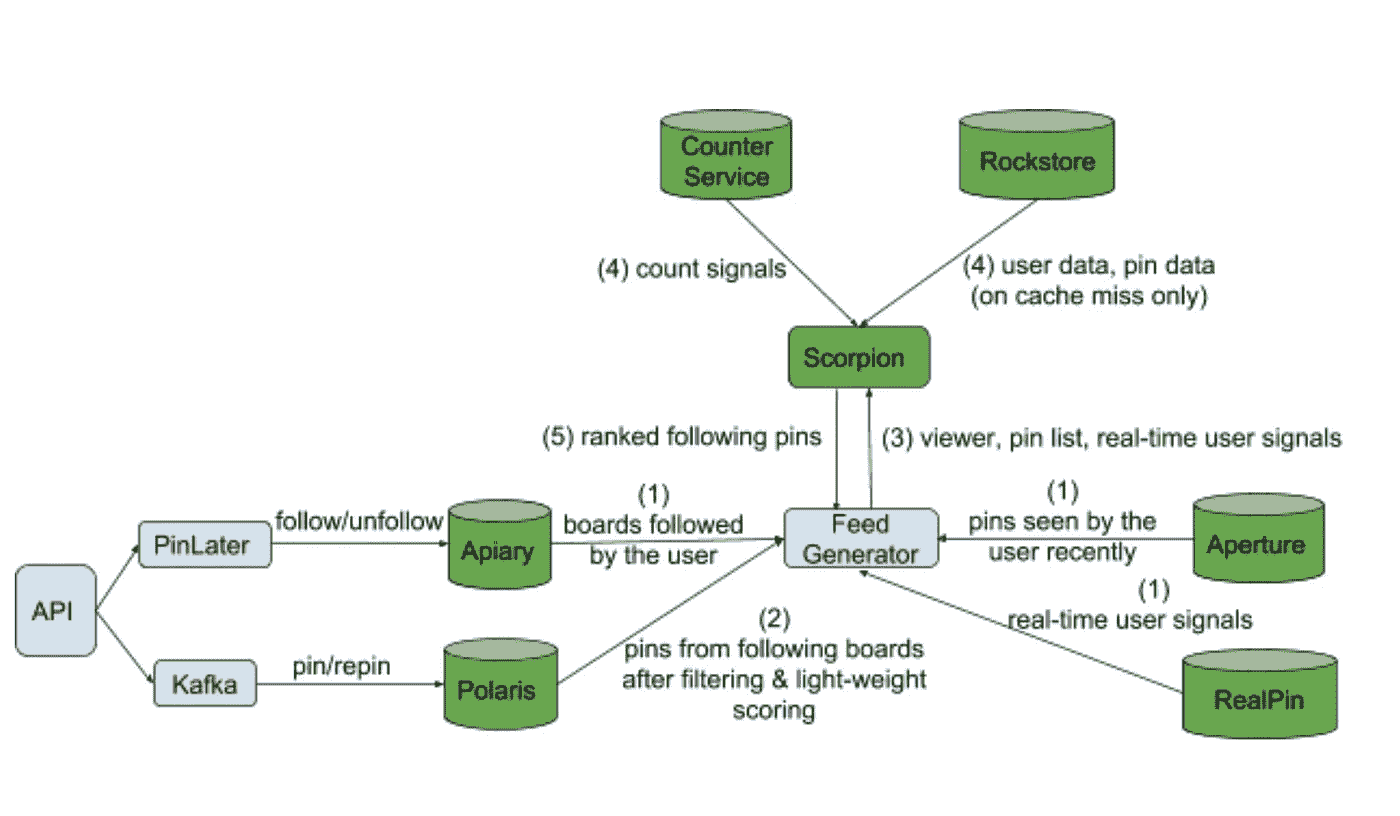 Counter
Service
Rockstore
(4) count signals
(4) user data, pin data
(on cache miss only)
Scorpion
(5) ranked following pins
(3) viewer, pin list, real-time user signals
API
PinLater
follow/unfollow
Apiary
(1)
boards followed
by the user
Feed
Generator
(1)
pins seen by the
user recently
Aperture
(1)
real-time user signals
Kafka
pin/repin
Polaris
(2)
pins from following boards
after filtering & light-weight
scoring
RealPin